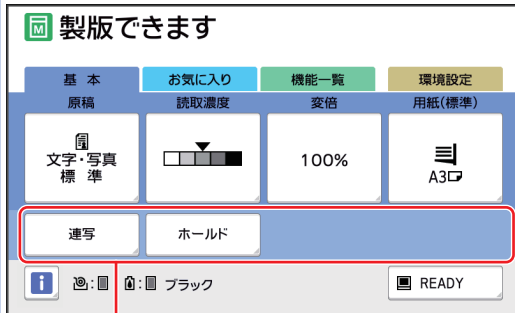 M 製版できます
基本 お気に入り 機能一覧 環境設定
原稿 読取濃度 変倍 用紙(標準)
文字・写真
標準
100%
A3
連写 ホールド
i : : ブラック READY